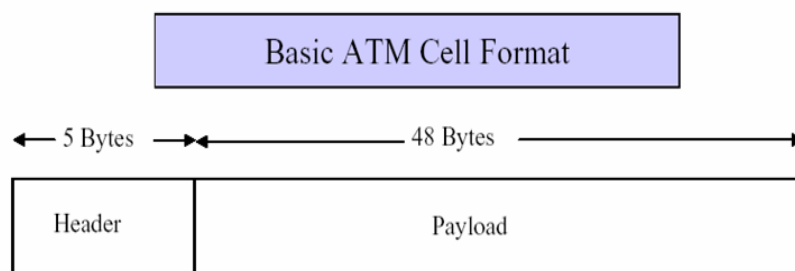 Basic ATM Cell Format
5 Bytes 48 Bytes
Header Payload